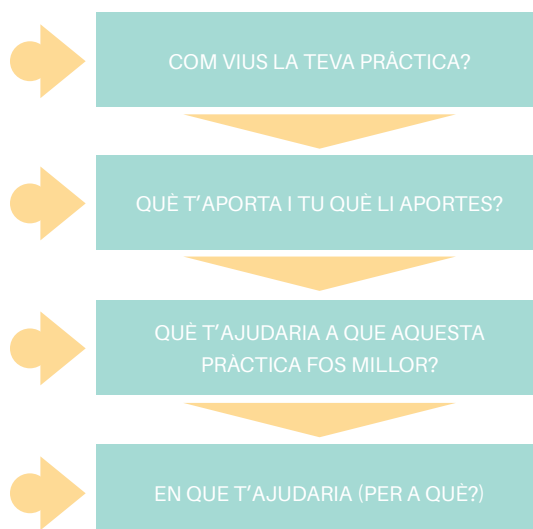 COM VIUS LA TEVA PRÀCTICA?
QUÈ T'APORTA I TU QUÈ LI APORTES?
QUÈ T'AJUDARIA A QUE AQUESTA
PRÀCTICA FOS MILLOR?
EN QUE T'AJUDARIA (PER A QUÈ?)